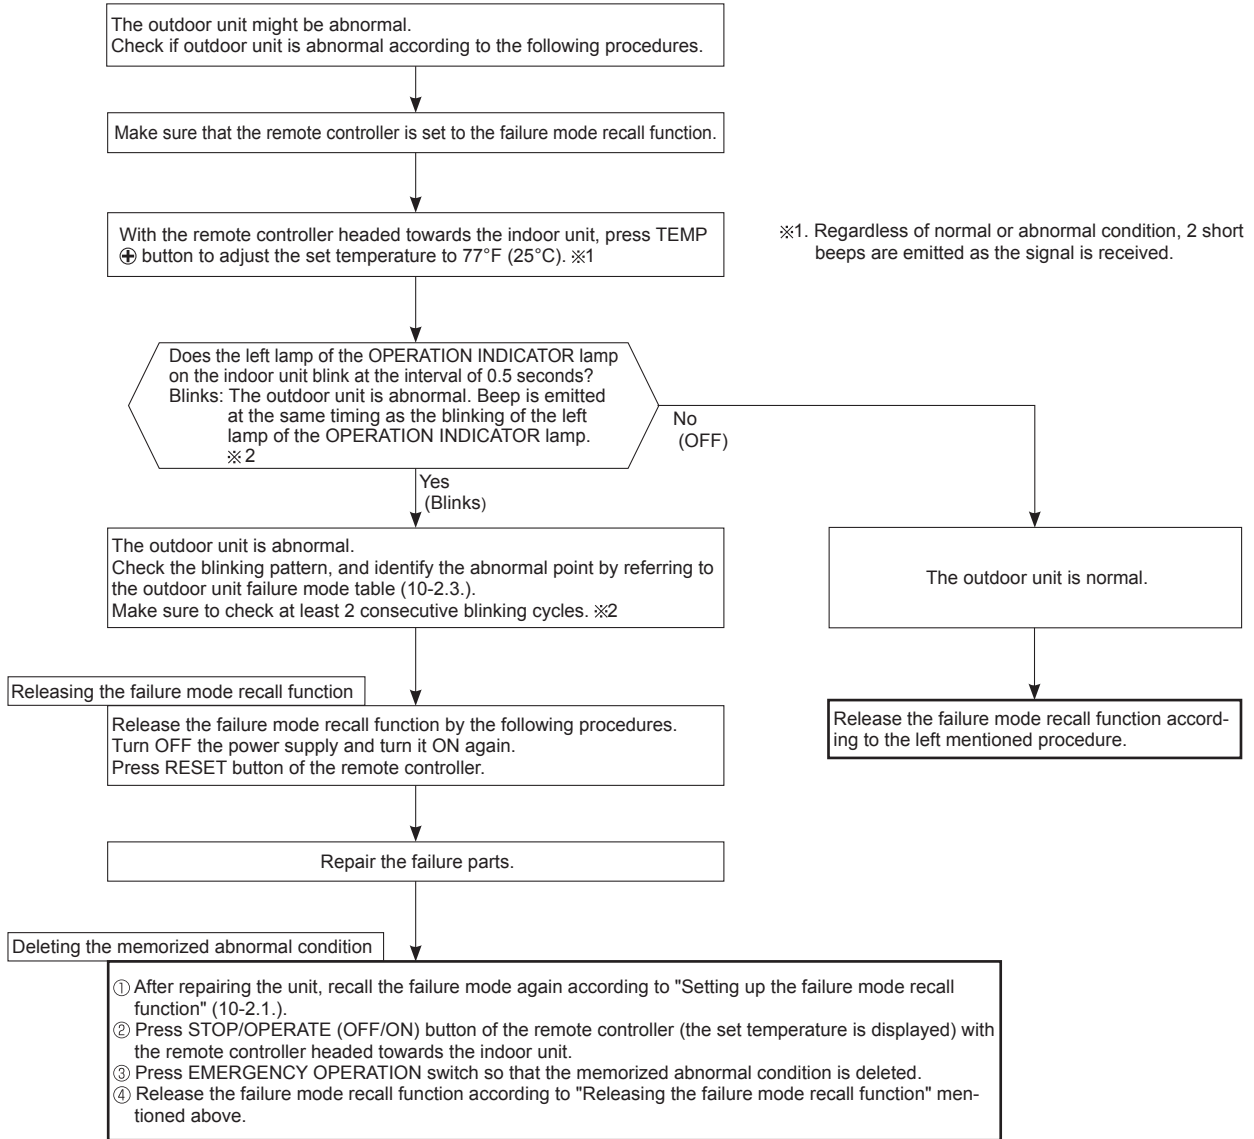 The outdoor unit might be abnormal.
Check if outdoor unit is abnormal according to the following procedures.
Make sure that the remote controller is set to the failure mode recall function.
With the remote controller headed towards the indoor unit, press TEMP
⊕ button to adjust the set temperature to 77°F (25°C). ※1
※1. Regardless of normal or abnormal condition, 2 short
beeps are emitted as the signal is received.
Does the left lamp of the OPERATION INDICATOR lamp
on the indoor unit blink at the interval of 0.5 seconds?
Blinks: The outdoor unit is abnormal. Beep is emitted
at the same timing as the blinking of the left
lamp of the OPERATION INDICATOR lamp.
※2
No
(OFF)
Yes
(Blinks)
The outdoor unit is abnormal.
Check the blinking pattern, and identify the abnormal point by referring to
the outdoor unit failure mode table (10-2.3.).
Make sure to check at least 2 consecutive blinking cycles. ※2
The outdoor unit is normal.
Releasing the failure mode recall function
Release the failure mode recall function by the following procedures.
Turn OFF the power supply and turn it ON again.
Press RESET button of the remote controller.
Release the failure mode recall function accord-
ing to the left mentioned procedure.
Repair the failure parts.
Deleting the memorized abnormal condition
① After repairing the unit, recall the failure mode again according to "Setting up the failure mode recall
function" (10-2.1.).
② Press STOP/OPERATE (OFF/ON) button of the remote controller (the set temperature is displayed) with
the remote controller headed towards the indoor unit.
③ Press EMERGENCY OPERATION switch so that the memorized abnormal condition is deleted.
④ Release the failure mode recall function according to "Releasing the failure mode recall function" men-
tioned above.